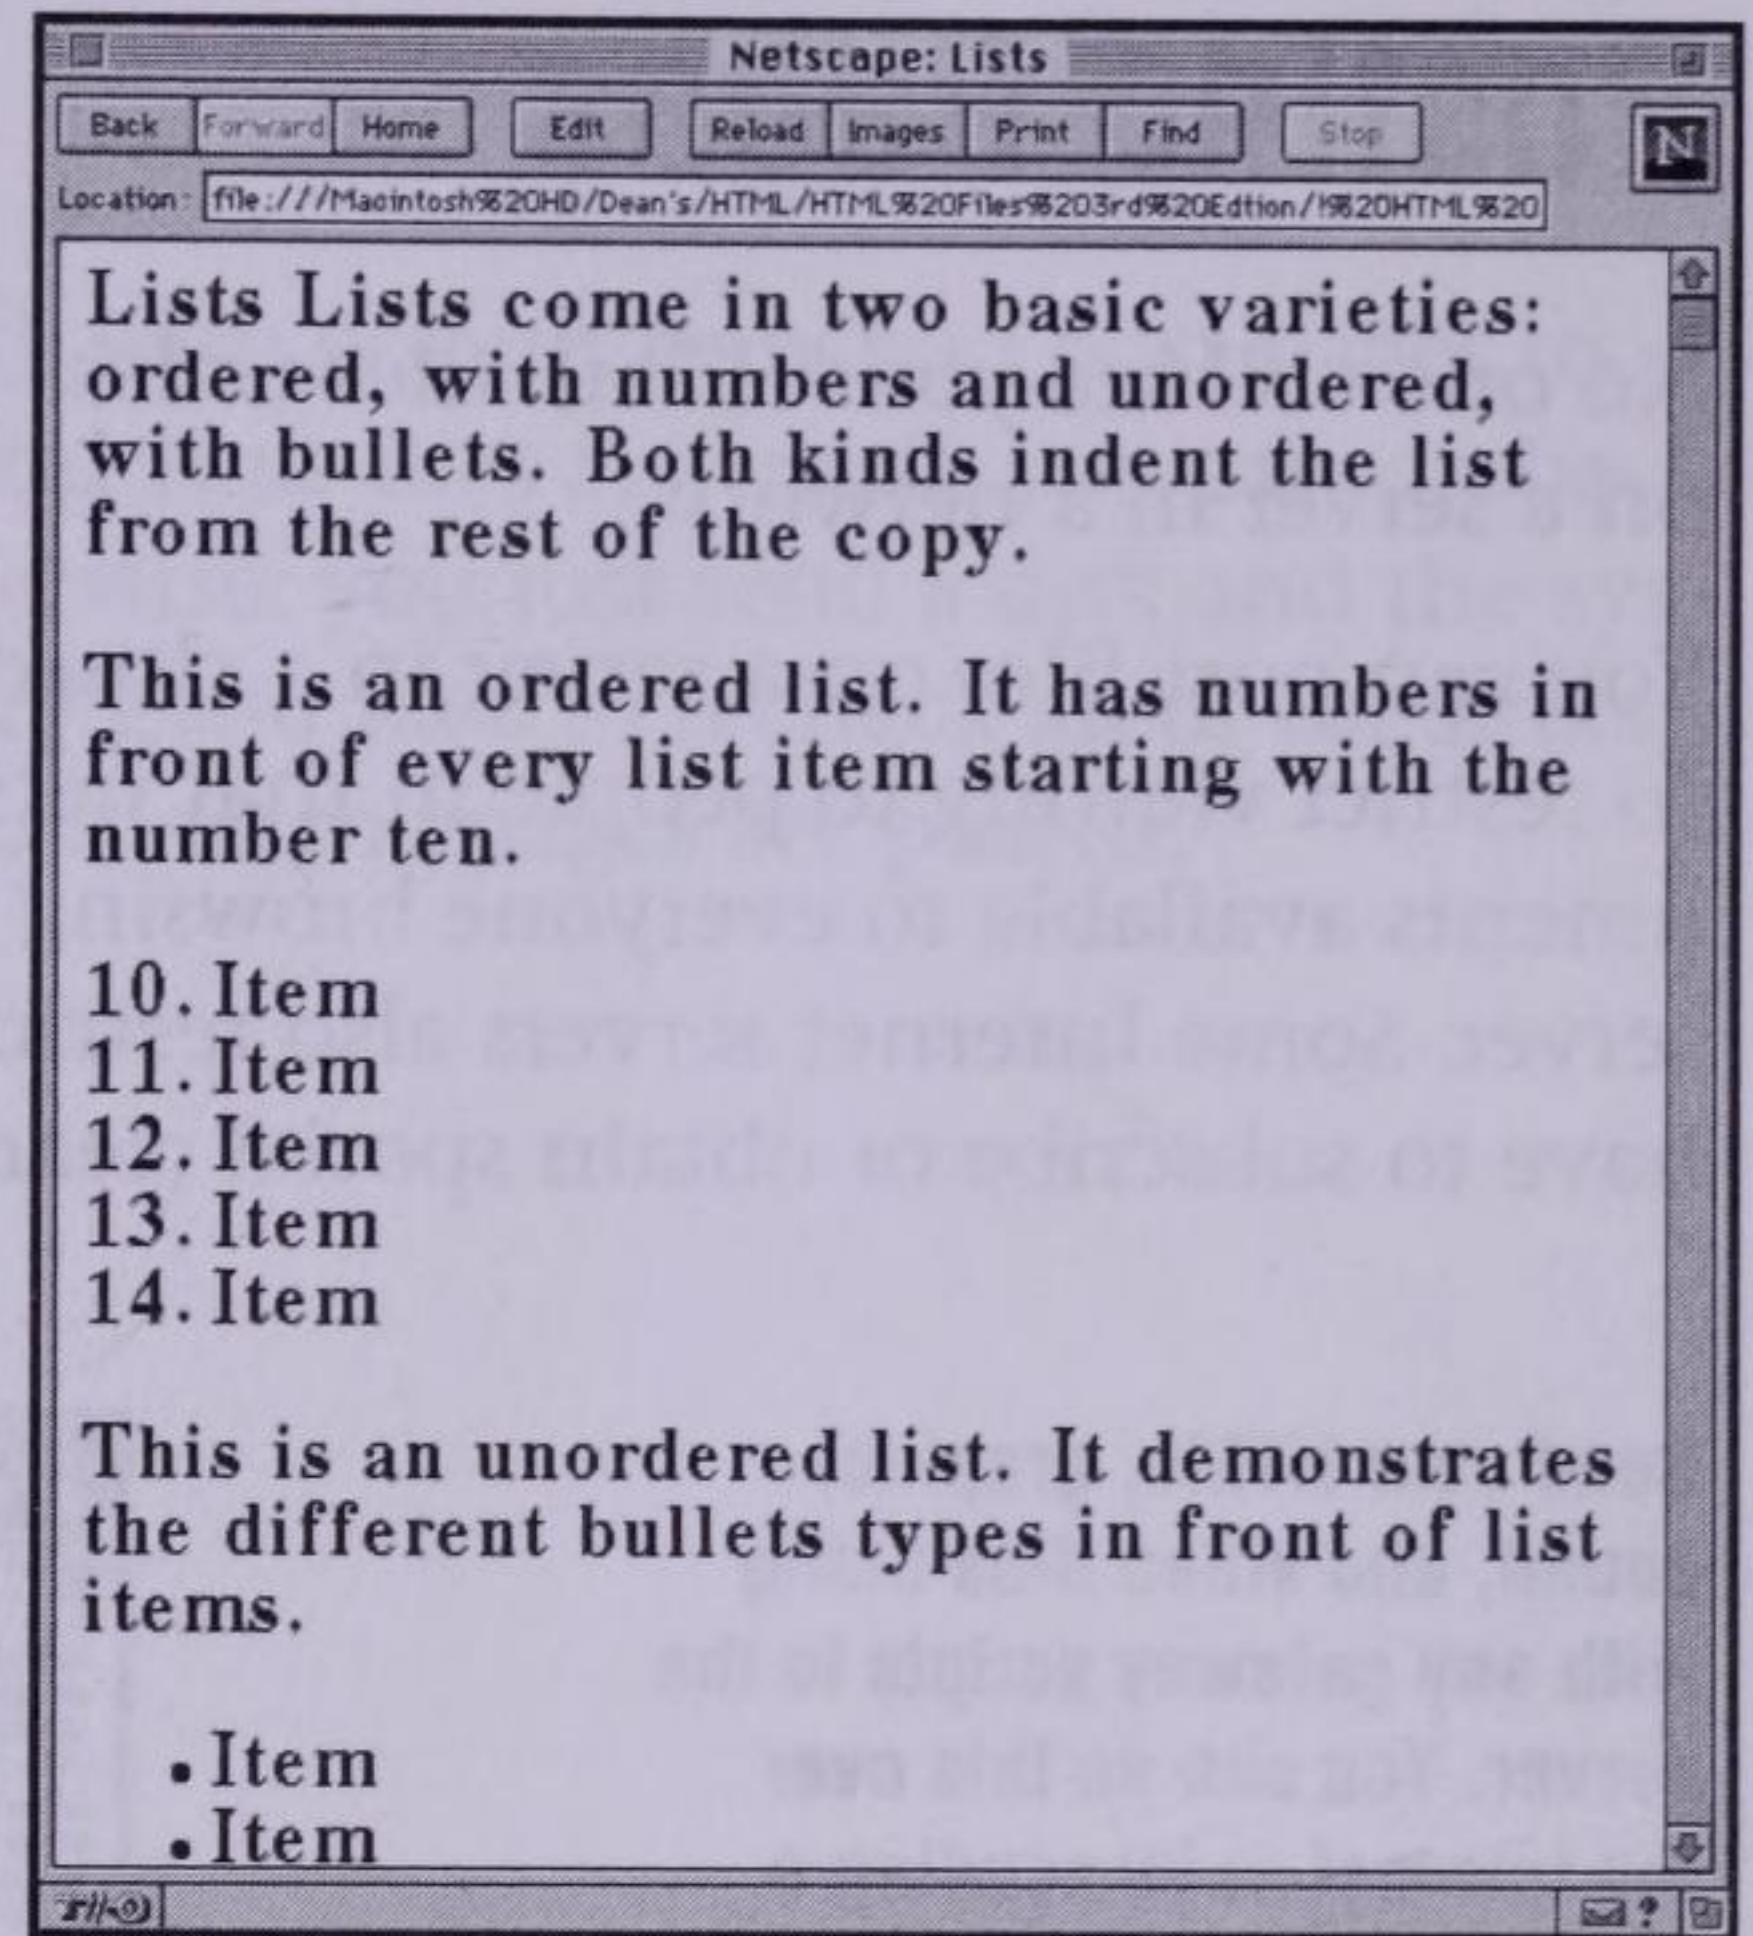 Netscape: Lists
Back Forward Home Edit Reload Images Print Find Stop
N
Location: file:///Macintosh%20HD/Dean's/HTML/HTML%20Files%203rd%20Edtion/!%20HTML%20
Lists Lists come in two basic varieties:
ordered, with numbers and unordered,
with bullets. Both kinds indent the list
from the rest of the copy.
This is an ordered list. It has numbers in
front of every list item starting with the
number ten.
10. Item
11. Item
12. Item
13. Item
14. Item
This is an unordered list. It demonstrates
the different bullets types in front of list
items.
• Item
• Item
?